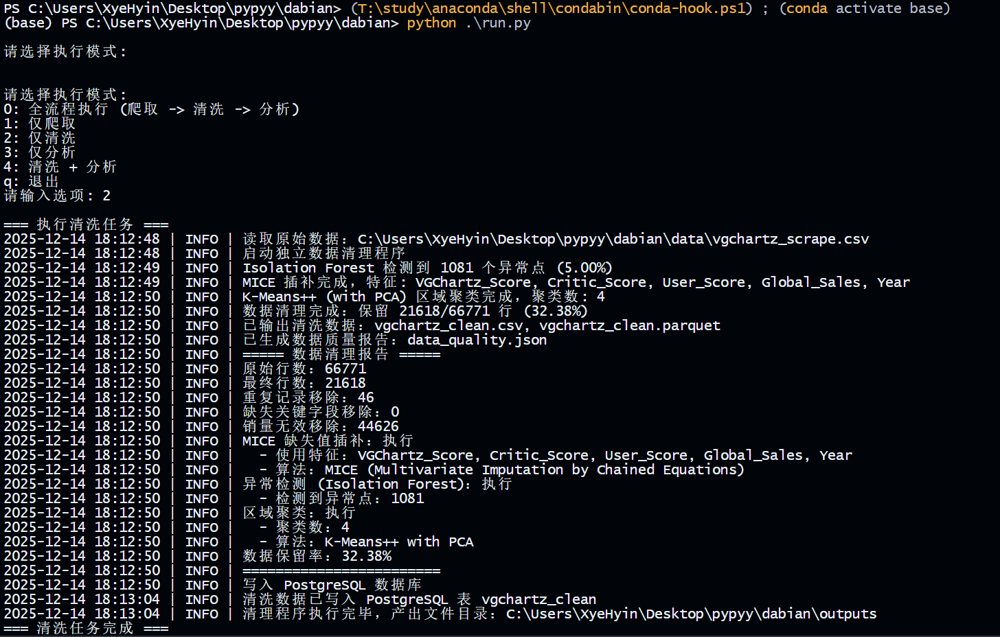 PS C:\Users\XyeHyin\Desktop\pypyy\dabian> (T:\study\anaconda\shell\condabin\conda-hook.ps1) ; (conda activate base)
(base) PS C:\Users\XyeHyin\Desktop\pypyy\dabian> python .\run.py
请选择执行模式:
请选择执行模式:
0: 全流程执行 (爬取 -> 清洗 -> 分析)
1: 仅爬取
2: 仅清洗
3: 仅分析
4: 清洗 + 分析
q: 退出
请输入选项: 2
=== 执行清洗任务 ===
2025-12-14 18:12:48 | INFO | 读取原始数据: C:\Users\XyeHyin\Desktop\pypyy\dabian\data\vgchartz_scrape.csv
2025-12-14 18:12:48 | INFO | 启动独立数据清理程序
2025-12-14 18:12:49 | INFO | Isolation Forest 检测到 1081 个异常点 (5.00%)
2025-12-14 18:12:49 | INFO | MICE 插补完成，特征: VGChartz_Score, Critic_Score, User_Score, Global_Sales, Year
2025-12-14 18:12:50 | INFO | K-Means++ (with PCA) 区域聚类完成，聚类数: 4
2025-12-14 18:12:50 | INFO | 数据清理完成: 保留 21618/66771 行 (32.38%)
2025-12-14 18:12:50 | INFO | 已输出清洗数据: vgchartz_clean.csv, vgchartz_clean.parquet
2025-12-14 18:12:50 | INFO | 已生成数据质量报告: data_quality.json
2025-12-14 18:12:50 | INFO | ===== 数据清理报告 =====
2025-12-14 18:12:50 | INFO | 原始行数: 66771
2025-12-14 18:12:50 | INFO | 最终行数: 21618
2025-12-14 18:12:50 | INFO | 重复记录移除: 46
2025-12-14 18:12:50 | INFO | 缺失关键字段移除: 0
2025-12-14 18:12:50 | INFO | 销量无效移除: 44626
2025-12-14 18:12:50 | INFO | MICE 缺失值插补: 执行
2025-12-14 18:12:50 | INFO |   - 使用特征: VGChartz_Score, Critic_Score, User_Score, Global_Sales, Year
2025-12-14 18:12:50 | INFO |   - 算法: MICE (Multivariate Imputation by Chained Equations)
2025-12-14 18:12:50 | INFO | 异常检测 (Isolation Forest): 执行
2025-12-14 18:12:50 | INFO |   - 检测到异常点: 1081
2025-12-14 18:12:50 | INFO | 区域聚类: 执行
2025-12-14 18:12:50 | INFO |   - 聚类数: 4
2025-12-14 18:12:50 | INFO |   - 算法: K-Means++ with PCA
2025-12-14 18:12:50 | INFO | 数据保留率: 32.38%
2025-12-14 18:12:50 | INFO | ========================
2025-12-14 18:12:50 | INFO | 写入 PostgreSQL 数据库
2025-12-14 18:13:04 | INFO | 清洗数据已写入 PostgreSQL 表 vgchartz_clean
2025-12-14 18:13:04 | INFO | 清理程序执行完毕，产出文件目录: C:\Users\XyeHyin\Desktop\pypyy\dabian\outputs
=== 清洗任务完成 ===